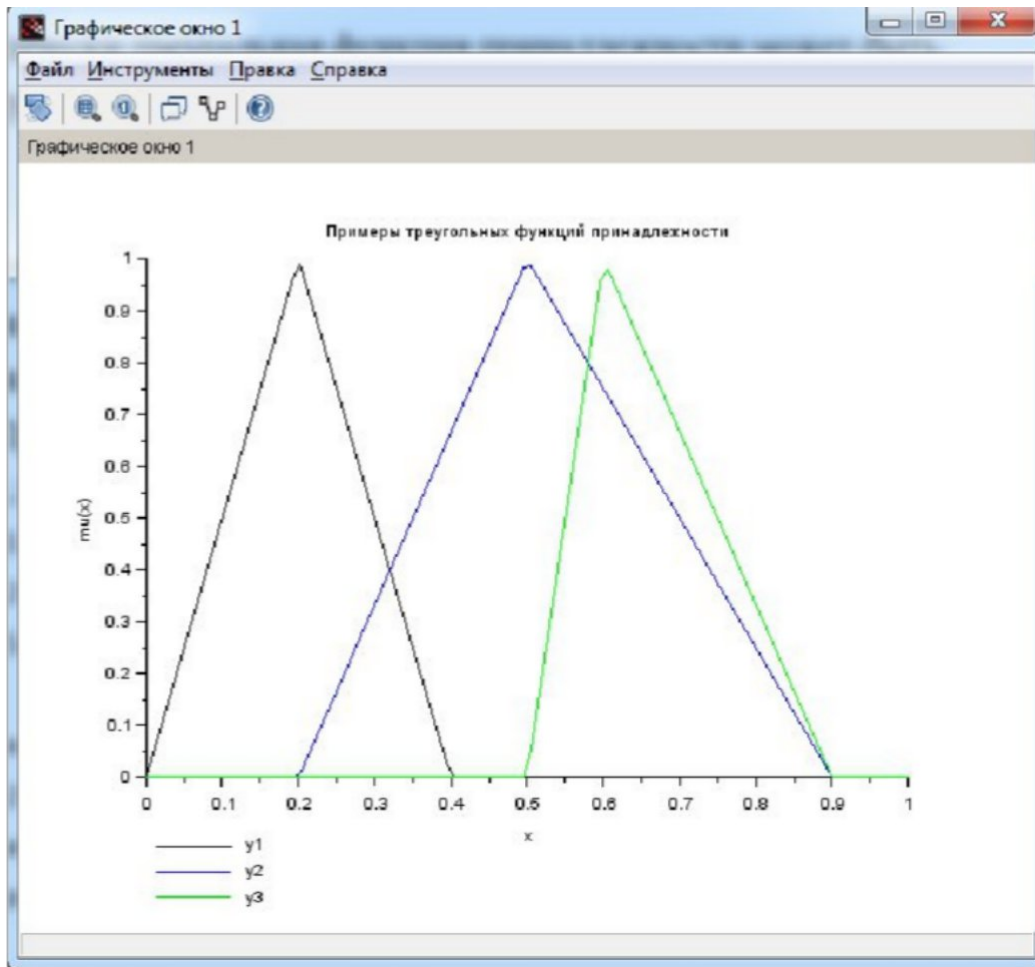 Графическое окно 1
Файл Инструменты Правка Справка
Графическое окно 1
Примеры треугольных функций принадлежности
1
0.9
0.8
0.7
0.6
0.5
0.4
0.3
0.2
0.1
0
mu(x)
0 0.1 0.2 0.3 0.4 0.5 0.6 0.7 0.8 0.9 1
x
y1
y2
y3